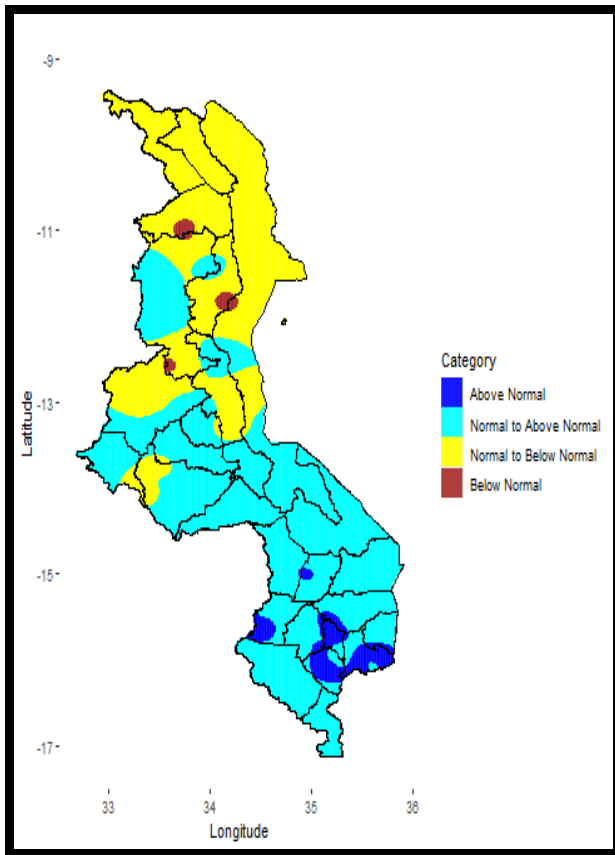 -9
-11
-13
-15
-17
Latitude
33
34
35
36
Longitude
Category
Above Normal
Normal to Above Normal
Normal to Below Normal
Below Normal